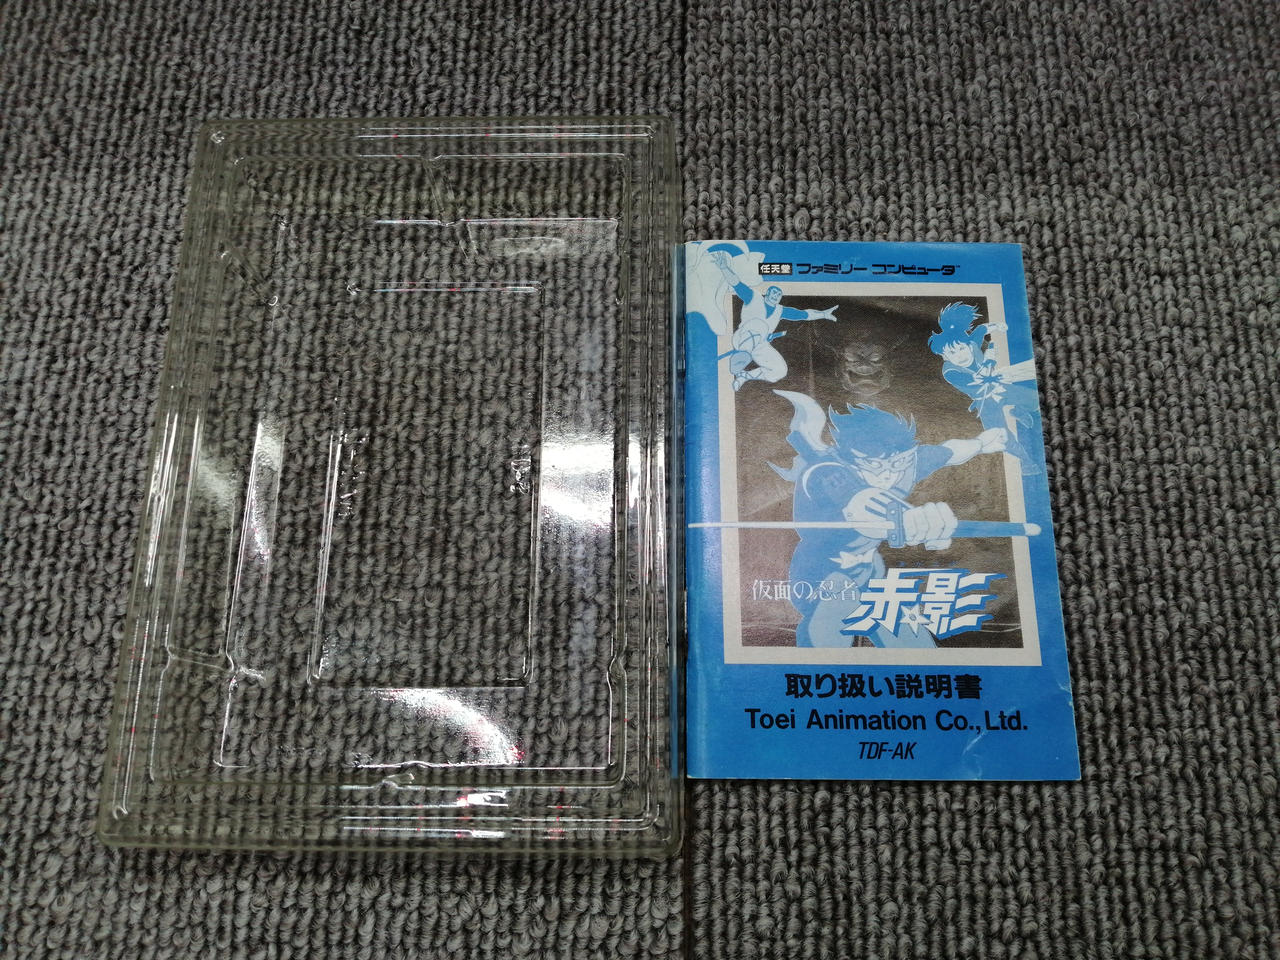 任天堂 ファミリーコンピュータ
仮面の忍者 赤影
取り扱い説明書
Toei Animation Co.,Ltd.
TDF-AK